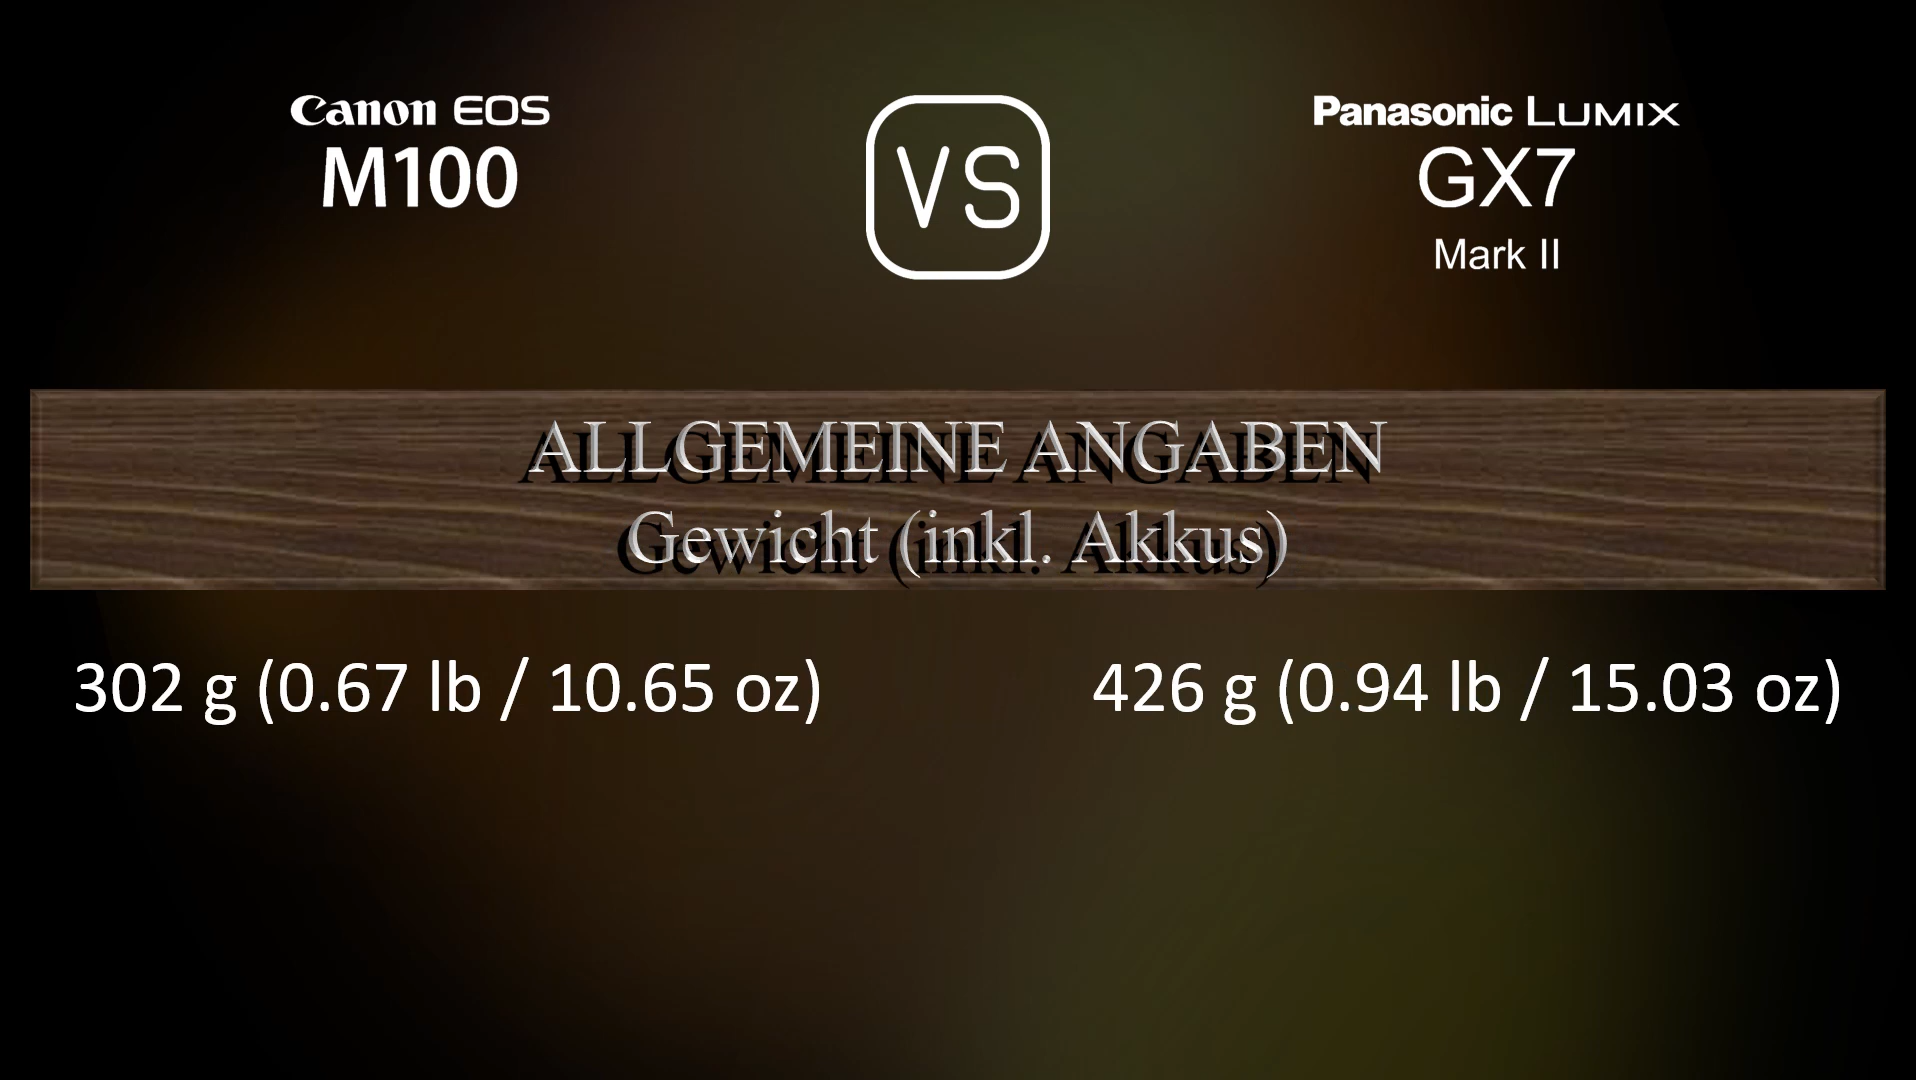 Canon EOS
M100
VS
Panasonic LUMIX
GX7
Mark II
ALLGEMEINE ANGABEN
Gewicht (inkl. Akkus)
302 g (0.67 lb / 10.65 oz)
426 g (0.94 lb / 15.03 oz)